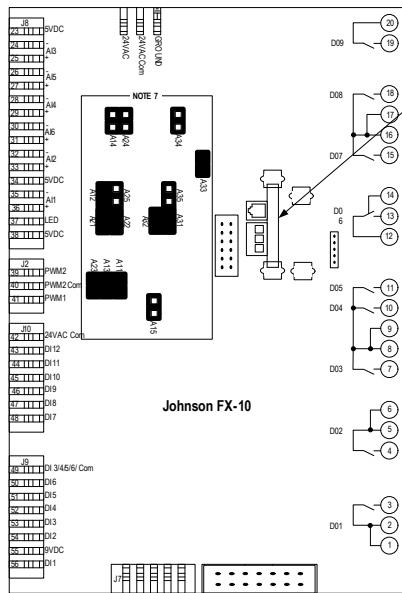 J8
23 5VDC
24 -
AI3
25 +
26 -
AI5
27 +
28 -
AI4
29 +
30 -
AI6
31 +
32 -
AI2
33 +
34 5VDC
35 -
AI1
36 +
37 LED
38 5VDC
J2
39 PWM2
40 PWM2 Com
41 PWM1
J10
42 24VAC Com
43 DI12
44 DI11
45 DI10
46 DI9
47 DI8
48 DI7
J9
49 DI 3/4/5/6/ Com
50 DI6
51 DI5
52 DI4
53 DI3
54 DI2
55 9VDC
56 DI1
24VAC
24VAC Com
GROUND
NOTE 7
A14
A24
A34
A33
A12
A25
A21
A22
A35
A32
A31
A23
A13
A11
A15
Johnson FX-10
J7
20
D09
19
D08
18
17
16
D07
15
14
D0
6
13
12
D05
11
D04
10
9
8
D03
7
6
D02
5
4
3
D01
2
1